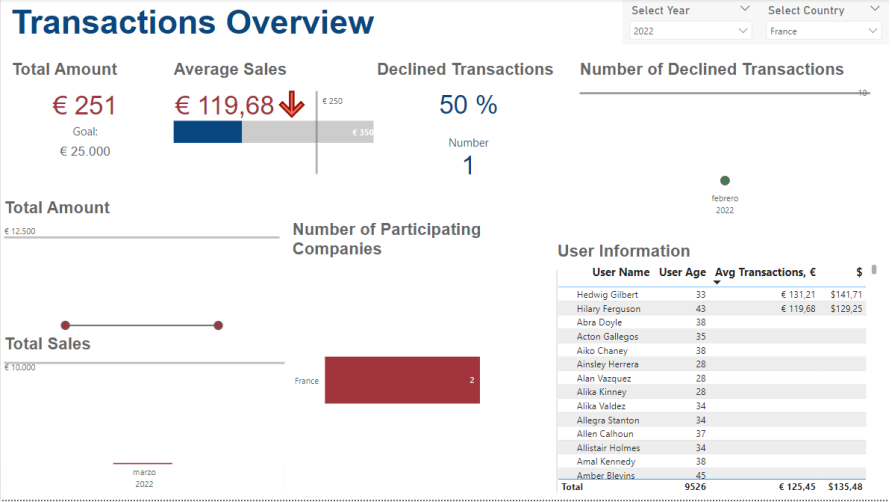 Transactions Overview
Select Year
2022
Select Country
France
Total Amount
€ 251
Goal:
€ 25.000
Average Sales
€ 119,68
€ 250
€ 350
Declined Transactions
50 %
Number
1
Number of Declined Transactions
10
febrero
2022
Total Amount
€ 12.500
Total Sales
€ 10.000
marzo
2022
Number of Participating
Companies
France
2
User Information
User Name User Age Avg Transactions, € $
Hedwig Gilbert 33 € 131,21 $141,71
Hilary Ferguson 43 € 119,68 $129,25
Abra Doyle 38
Acton Gallegos 35
Aiko Chaney 38
Ainsley Herrera 28
Alan Vazquez 28
Alika Kinney 28
Alika Valdez 34
Allegra Stanton 34
Allen Calhoun 37
Allistair Holmes 34
Amal Kennedy 38
Amber Blevins 45
Total 9526 € 125,45 $135,48